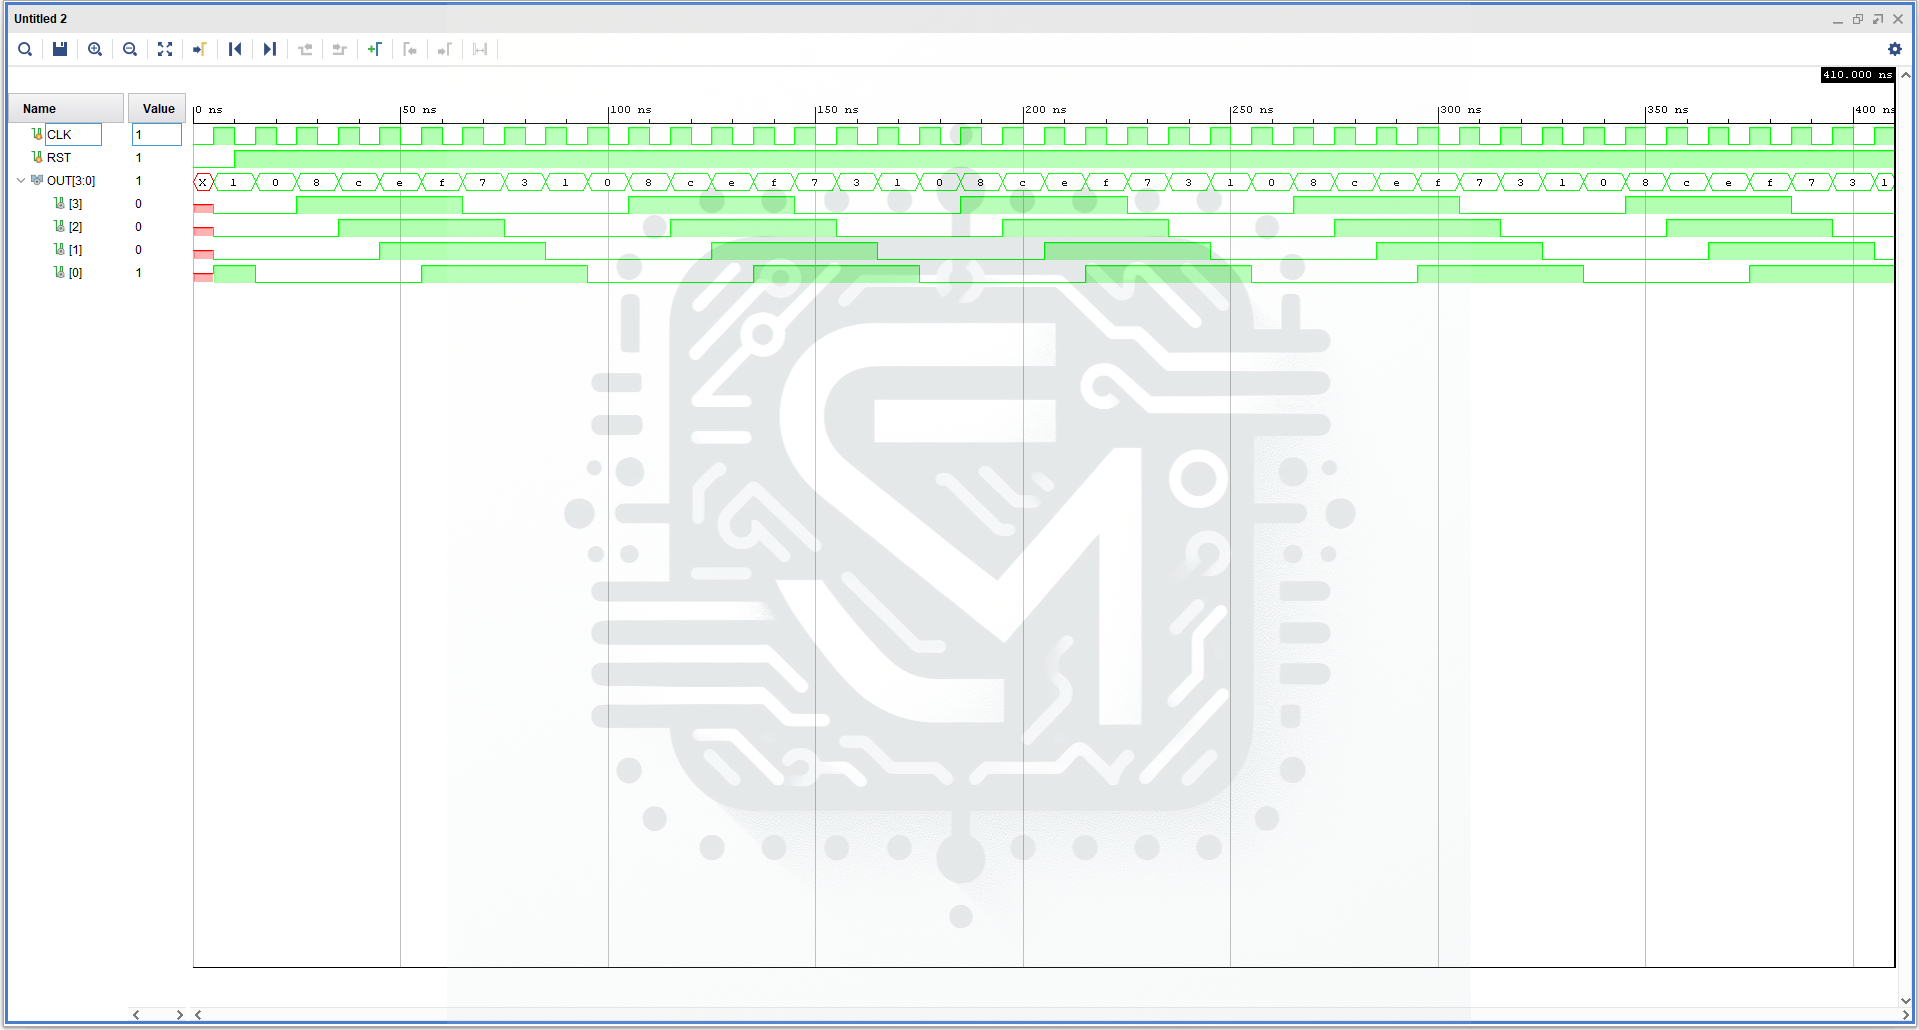 Untitled 2
410.000 ns
Name Value
0 ns 50 ns 100 ns 150 ns 200 ns 250 ns 300 ns 350 ns 400 ns
CLK 1
RST 1
OUT[3:0] 1 X 1 0 8 c e f 7 3 1 0 8 c e f 7 3 1 0 8 c e f 7 3 1 0 8 c e f 7 3 1 0 8 c e f 7 3 1
[3] 0
[2] 0
[1] 0
[0] 1